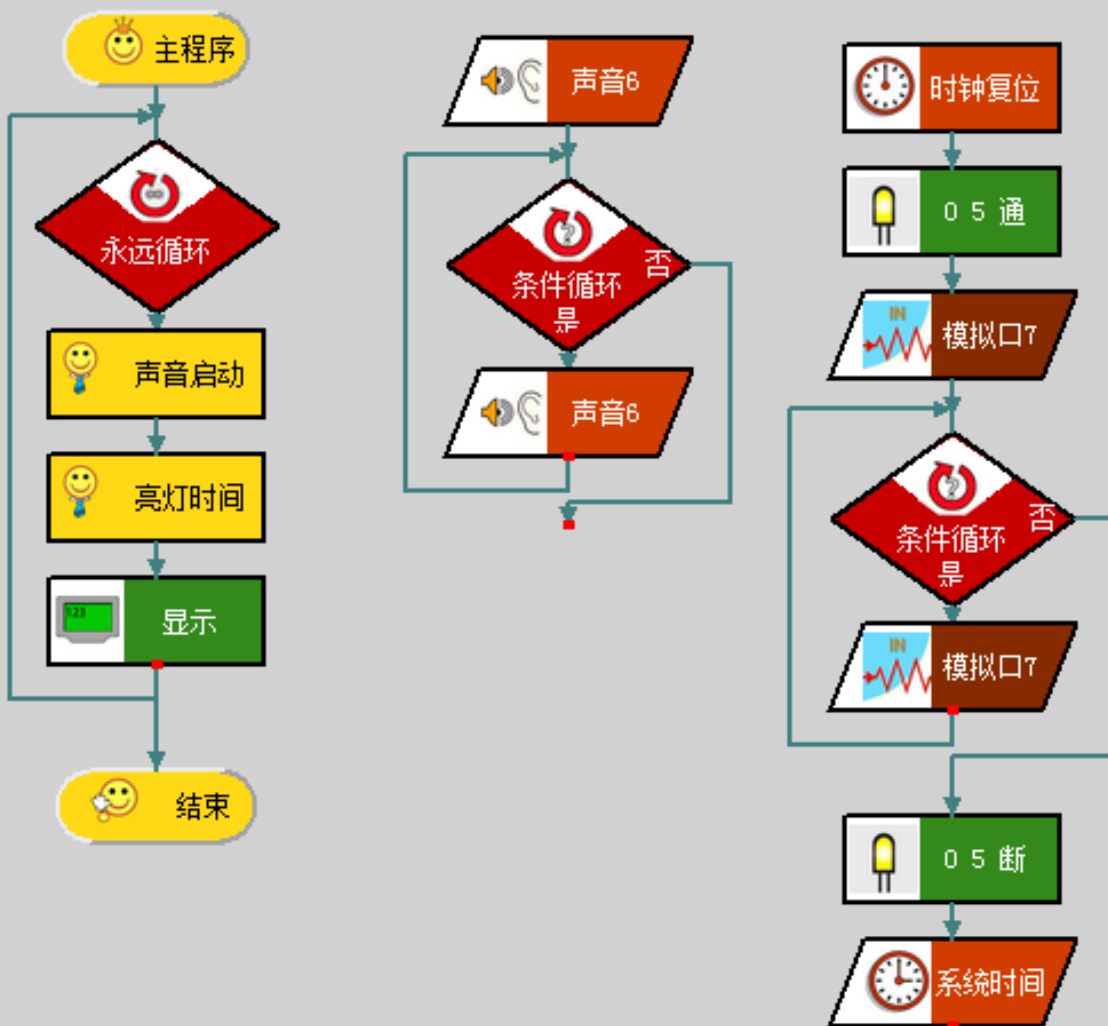 主程序
永远循环
声音启动
亮灯时间
123
显示
结束
声音6
条件循环
是
否
声音6
时钟复位
0 5 通
IN
模拟口7
条件循环
是
否
IN
模拟口7
0 5 断
系统时间